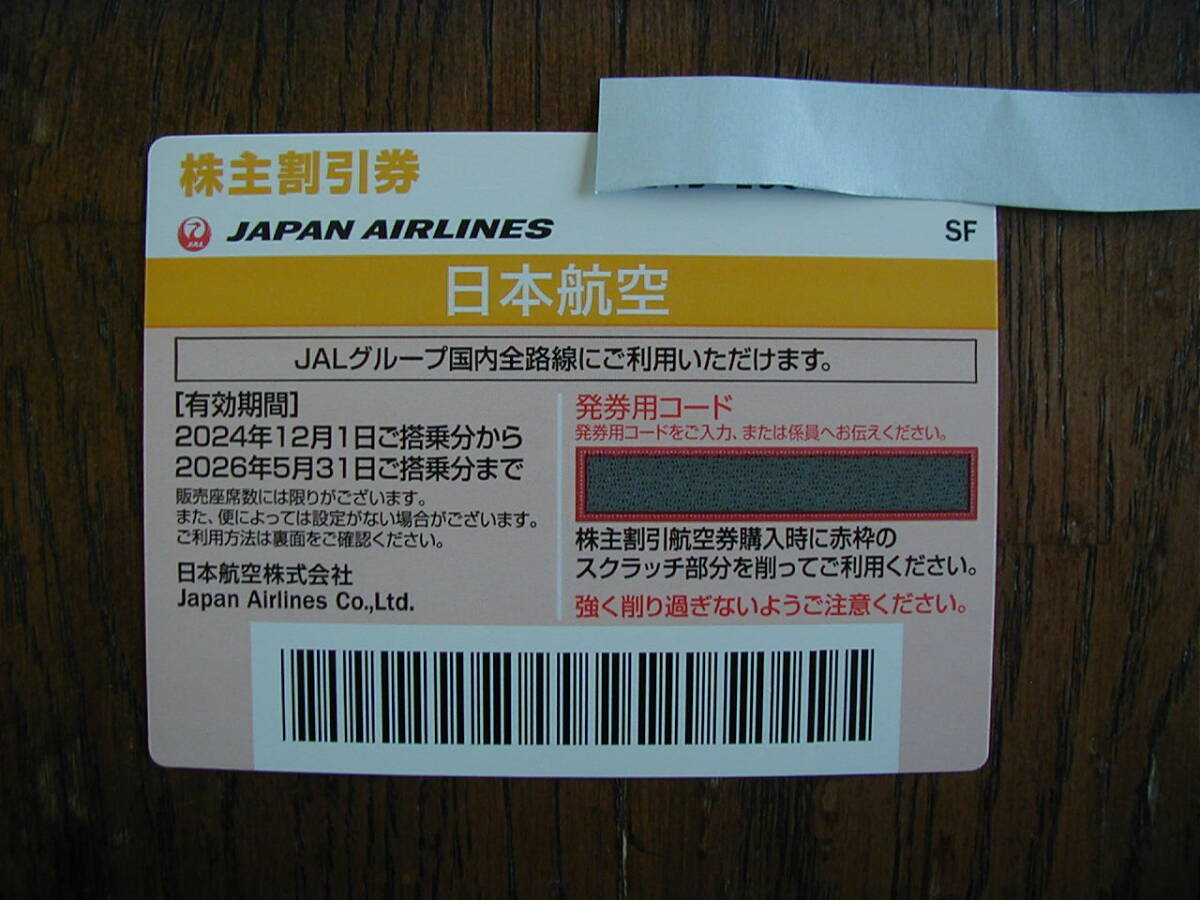 株主割引券
JAL JAPAN AIRLINES
SF
日本航空
JALグループ国内全路線にご利用いただけます。
[有効期間]
2024年12月1日ご搭乗分から
2026年5月31日ご搭乗分まで
販売座席数には限りがございます。
また、便によっては設定がない場合がございます。
ご利用方法は裏面をご確認ください。
日本航空株式会社
Japan Airlines Co.,Ltd.
発券用コード
発券用コードをご入力、または係員へお伝えください。
株主割引航空券購入時に赤枠の
スクラッチ部分を削ってご利用ください。
強く削り過ぎないようご注意ください。